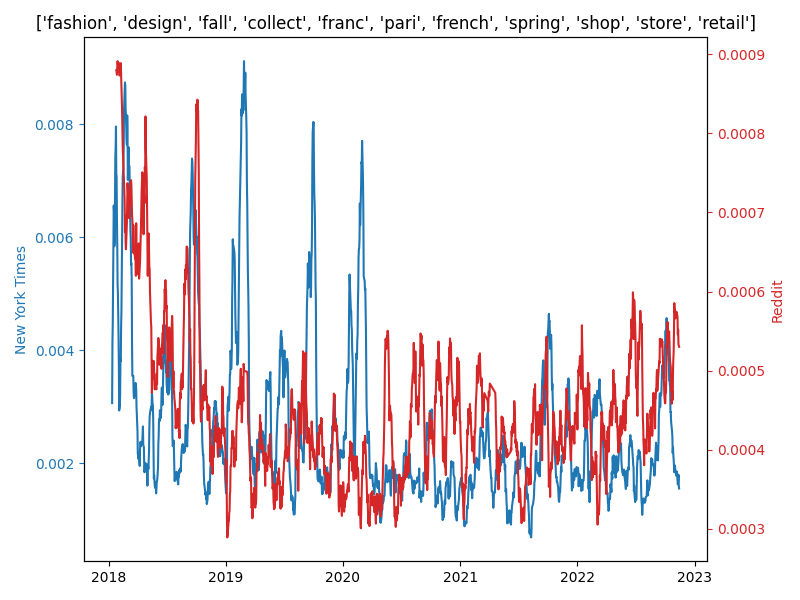 ['fashion', 'design', 'fall', 'collect', 'franc', 'pari', 'french', 'spring', 'shop', 'store', 'retail']
0.008
0.006
0.004
0.002
New York Times
0.0009
0.0008
0.0007
0.0006
0.0005
0.0004
0.0003
Reddit
2018 2019 2020 2021 2022 2023